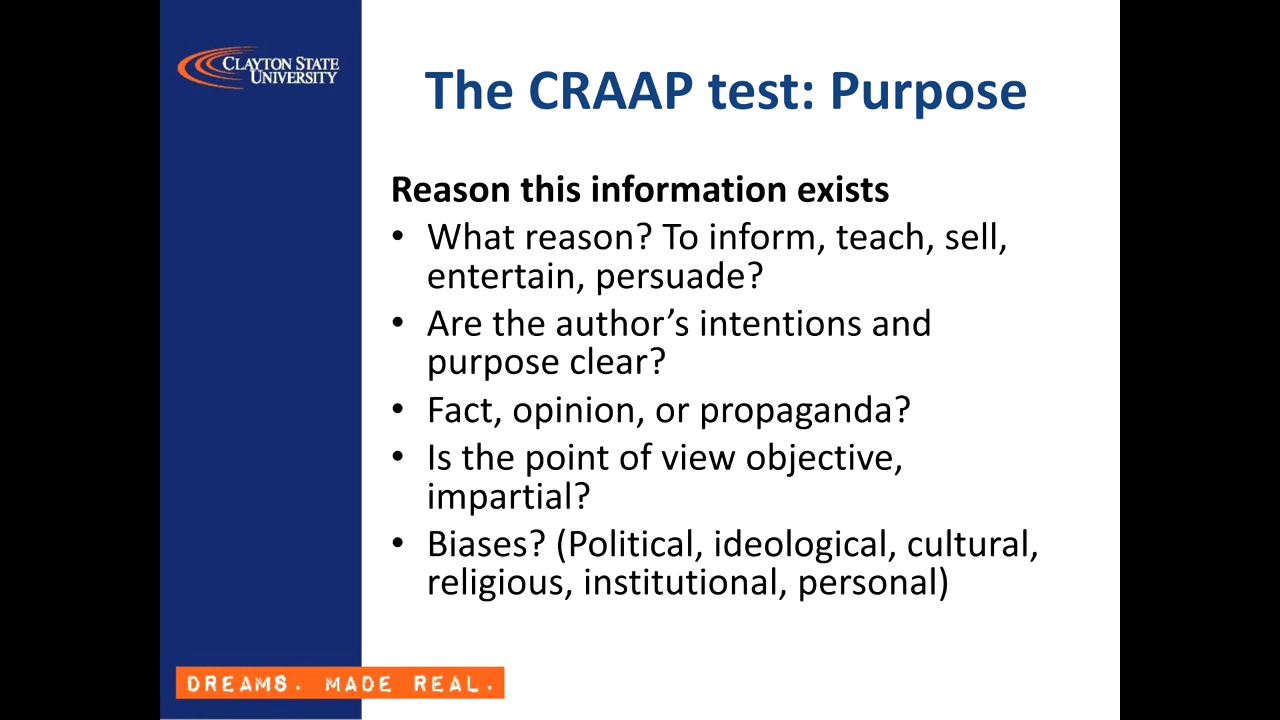 CLAYTON STATE
UNIVERSITY
The CRAAP test: Purpose
Reason this information exists
• What reason? To inform, teach, sell,
entertain, persuade?
• Are the author’s intentions and
purpose clear?
• Fact, opinion, or propaganda?
• Is the point of view objective,
impartial?
• Biases? (Political, ideological, cultural,
religious, institutional, personal)
DREAMS. MADE REAL.